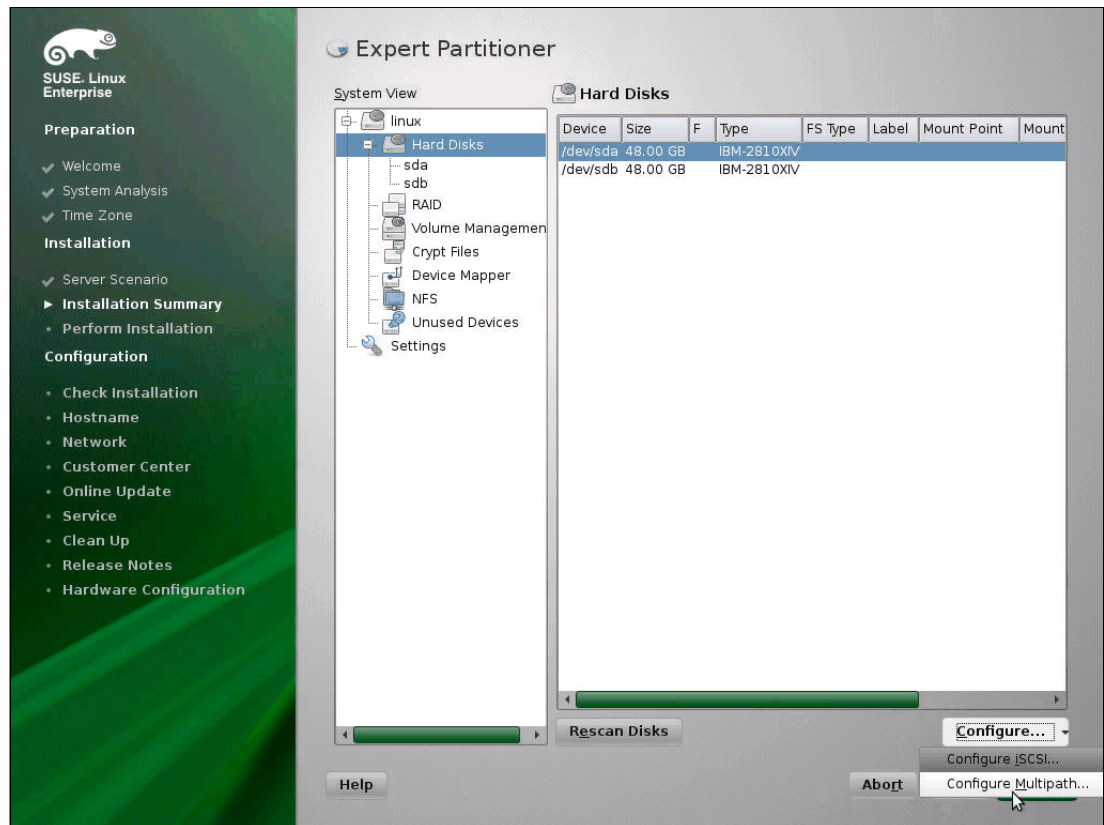 SUSE. Linux
Enterprise
Preparation
Welcome
System Analysis
Time Zone
Installation
Server Scenario
Installation Summary
Perform Installation
Configuration
Check Installation
Hostname
Network
Customer Center
Online Update
Service
Clean Up
Release Notes
Hardware Configuration
Expert Partitioner
System View
linux
Hard Disks
sda
sdb
RAID
Volume Managemen
Crypt Files
Device Mapper
NFS
Unused Devices
Settings
Hard Disks
Device Size F Type FS Type Label Mount Point Mount
/dev/sda 48.00 GB IBM-2810XIV
/dev/sdb 48.00 GB IBM-2810XIV
Rescan Disks
Configure...
Configure iSCSI...
Configure Multipath...
Help
Abort